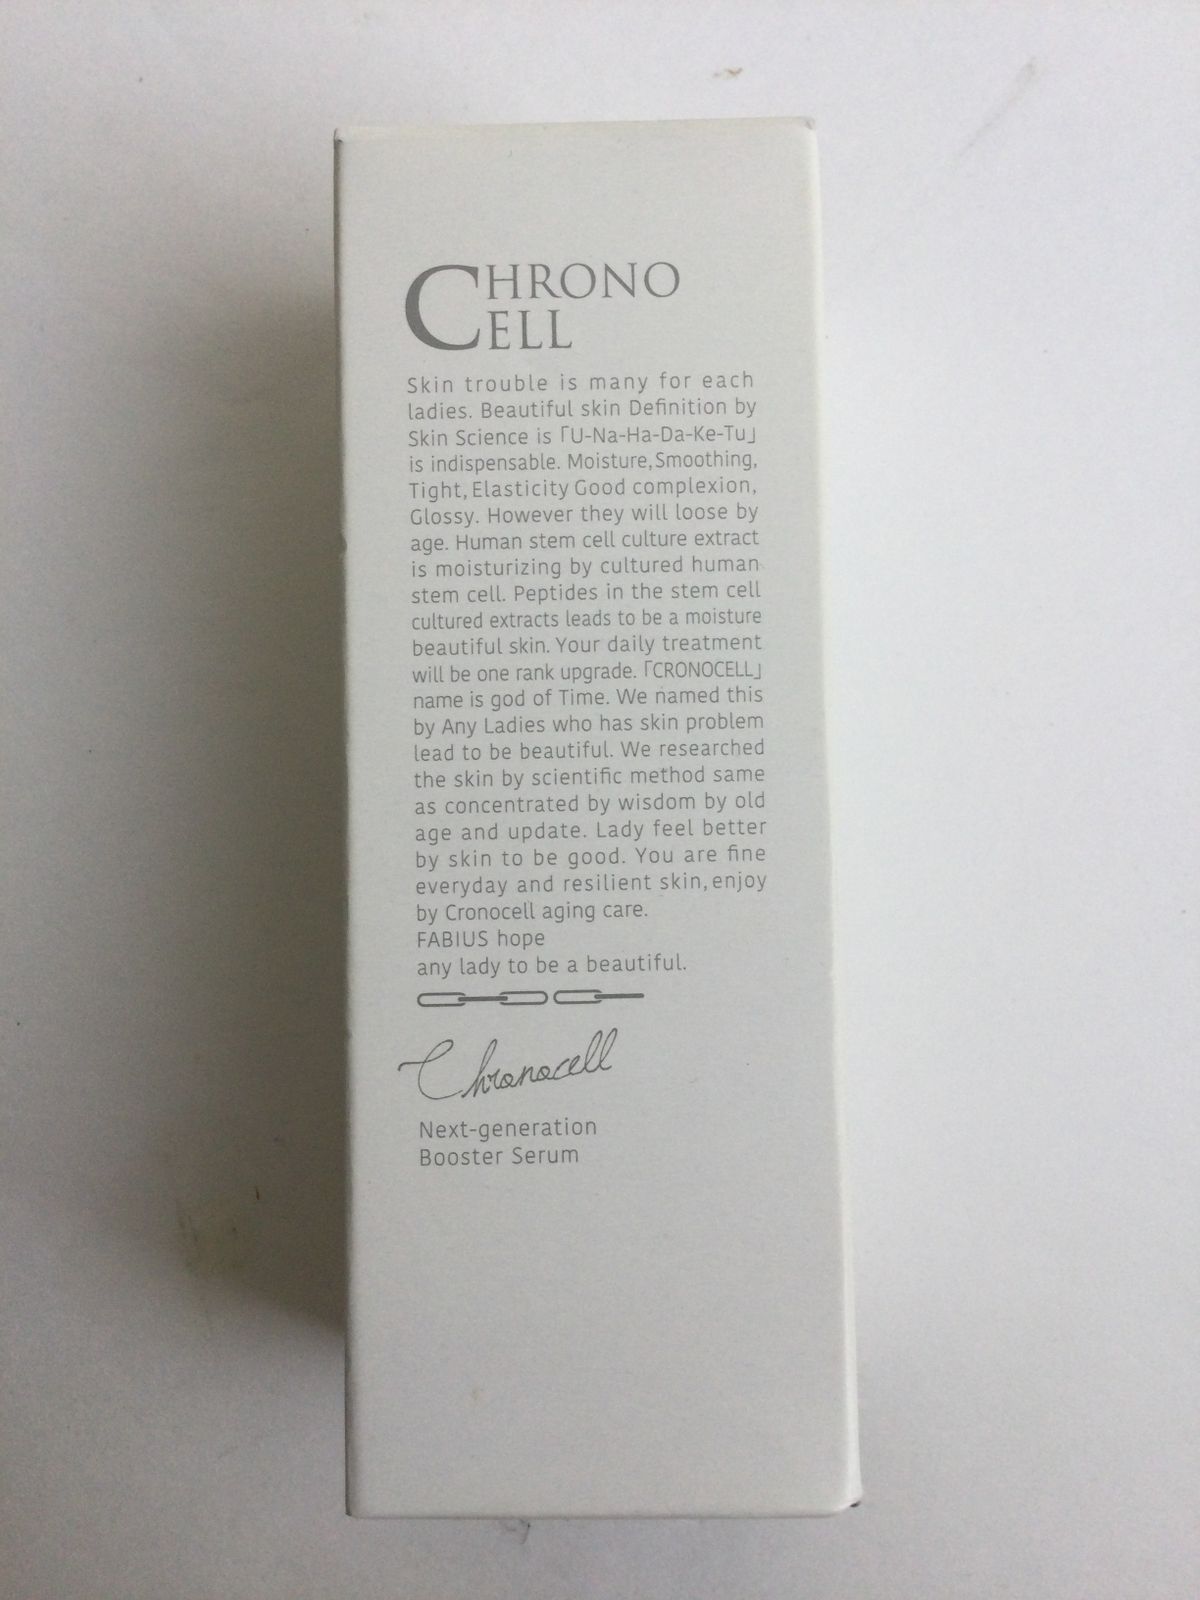 CHRONO
CELL
Skin trouble is many for each
ladies. Beautiful skin Definition by
Skin Science is「U-Na-Ha-Da-Ke-Tu」
is indispensable. Moisture, Smoothing,
Tight, Elasticity Good complexion,
Glossy. However they will loose by
age. Human stem cell culture extract
is moisturizing by cultured human
stem cell. Peptides in the stem cell
cultured extracts leads to be a moisture
beautiful skin. Your daily treatment
will be one rank upgrade.「CRONOCELL」
name is god of Time. We named this
by Any Ladies who has skin problem
lead to be beautiful. We researched
the skin by scientific method same
as concentrated by wisdom by old
age and update. Lady feel better
by skin to be good. You are fine
everyday and resilient skin, enjoy
by Cronocell aging care.
FABIUS hope
any lady to be a beautiful.
Chronocell
Next-generation
Booster Serum